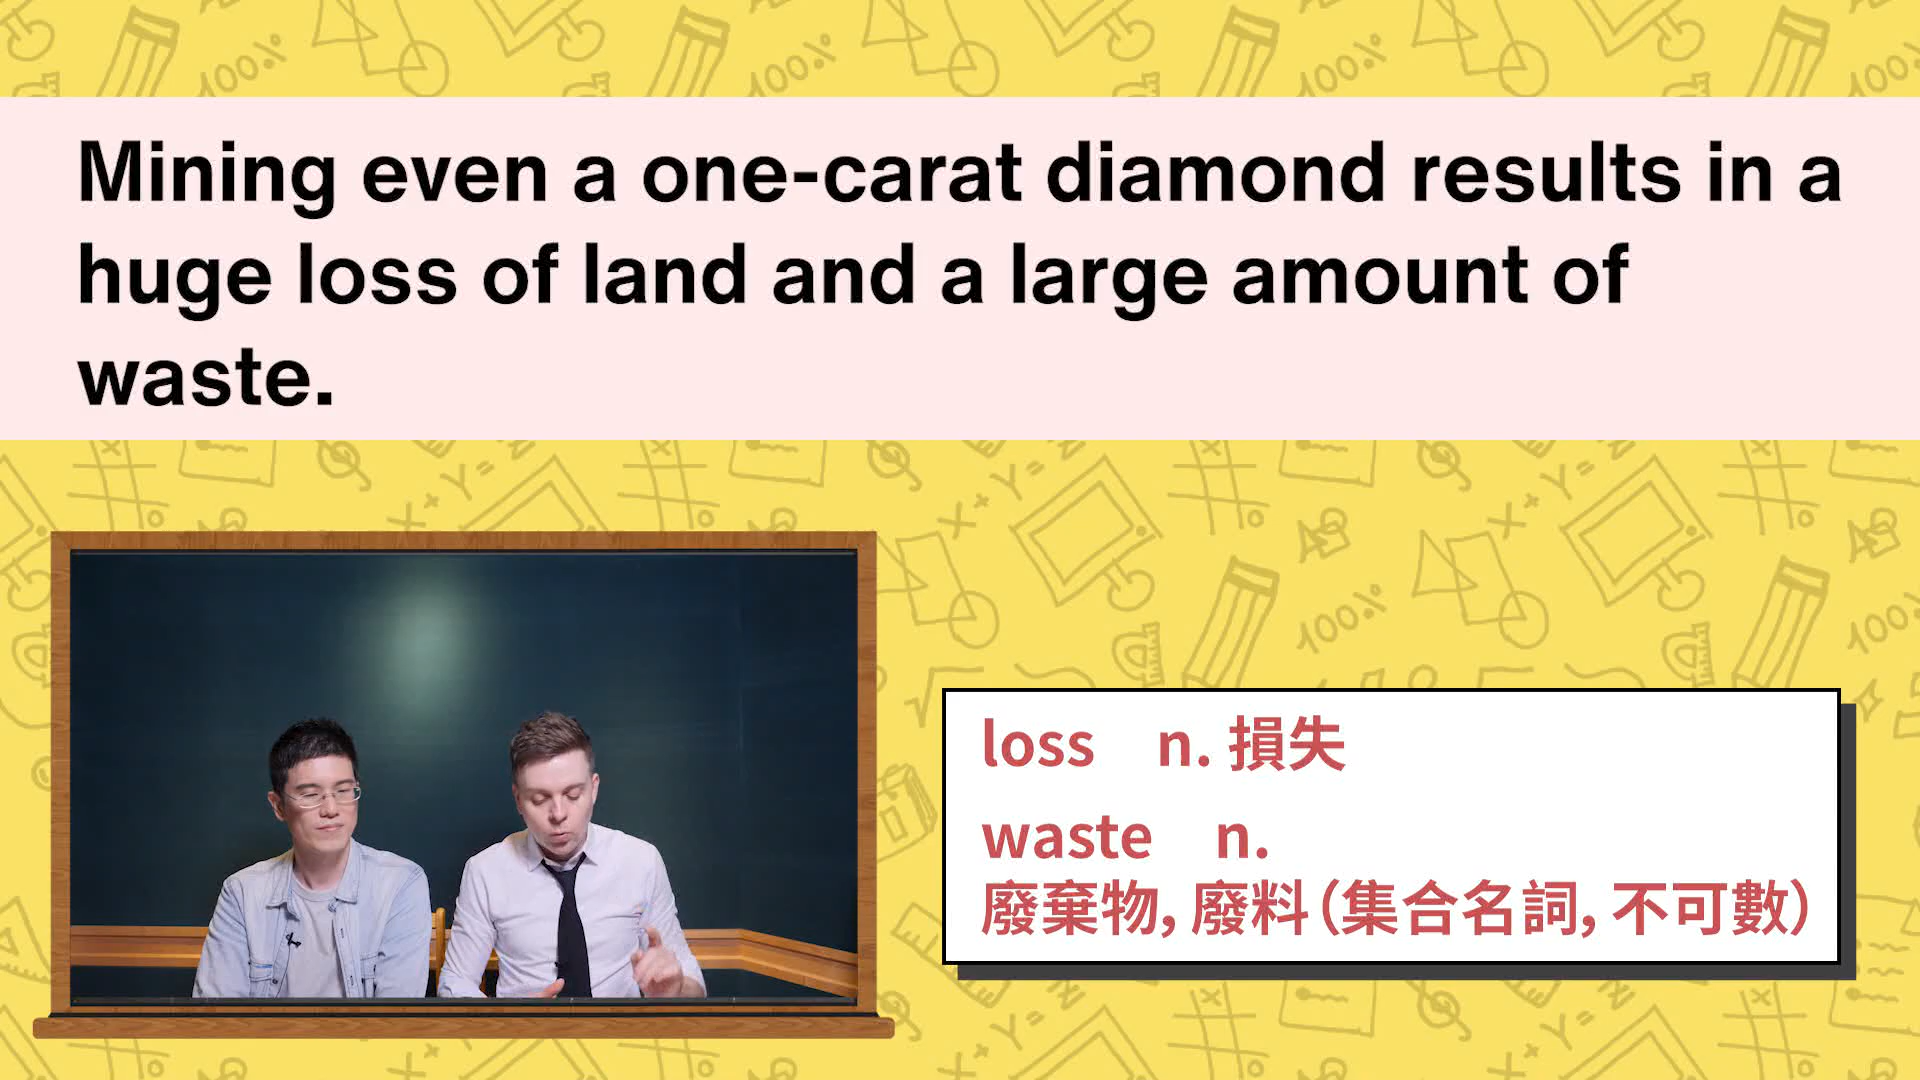 Mining even a one-carat diamond results in a
huge loss of land and a large amount of
waste.
loss n. 損失
waste n.
廢棄物, 廢料(集合名詞, 不可數)